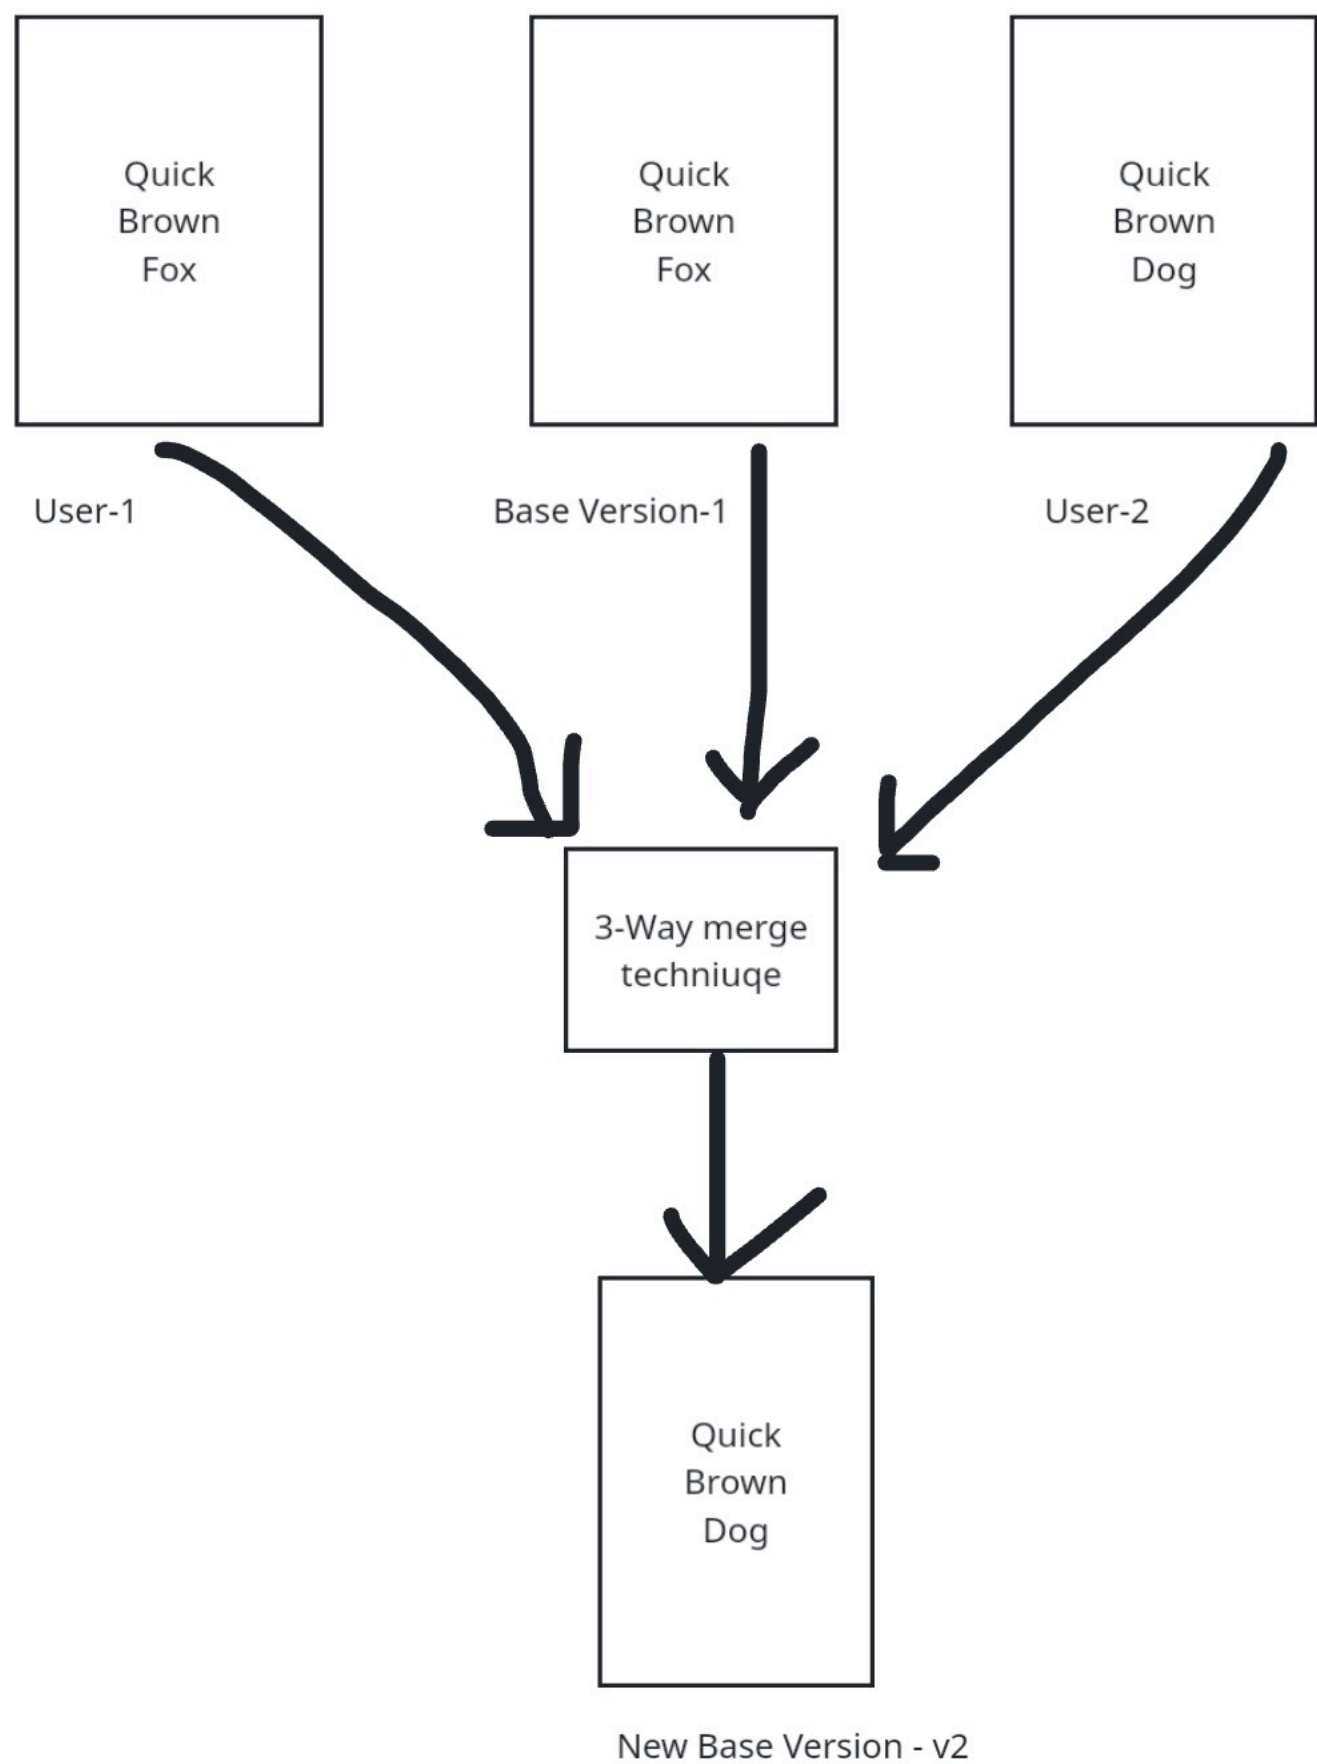 Quick
Brown
Fox
Quick
Brown
Fox
Quick
Brown
Dog
User-1
Base Version-1
User-2
3-Way merge
techniuqe
Quick
Brown
Dog
New Base Version - v2